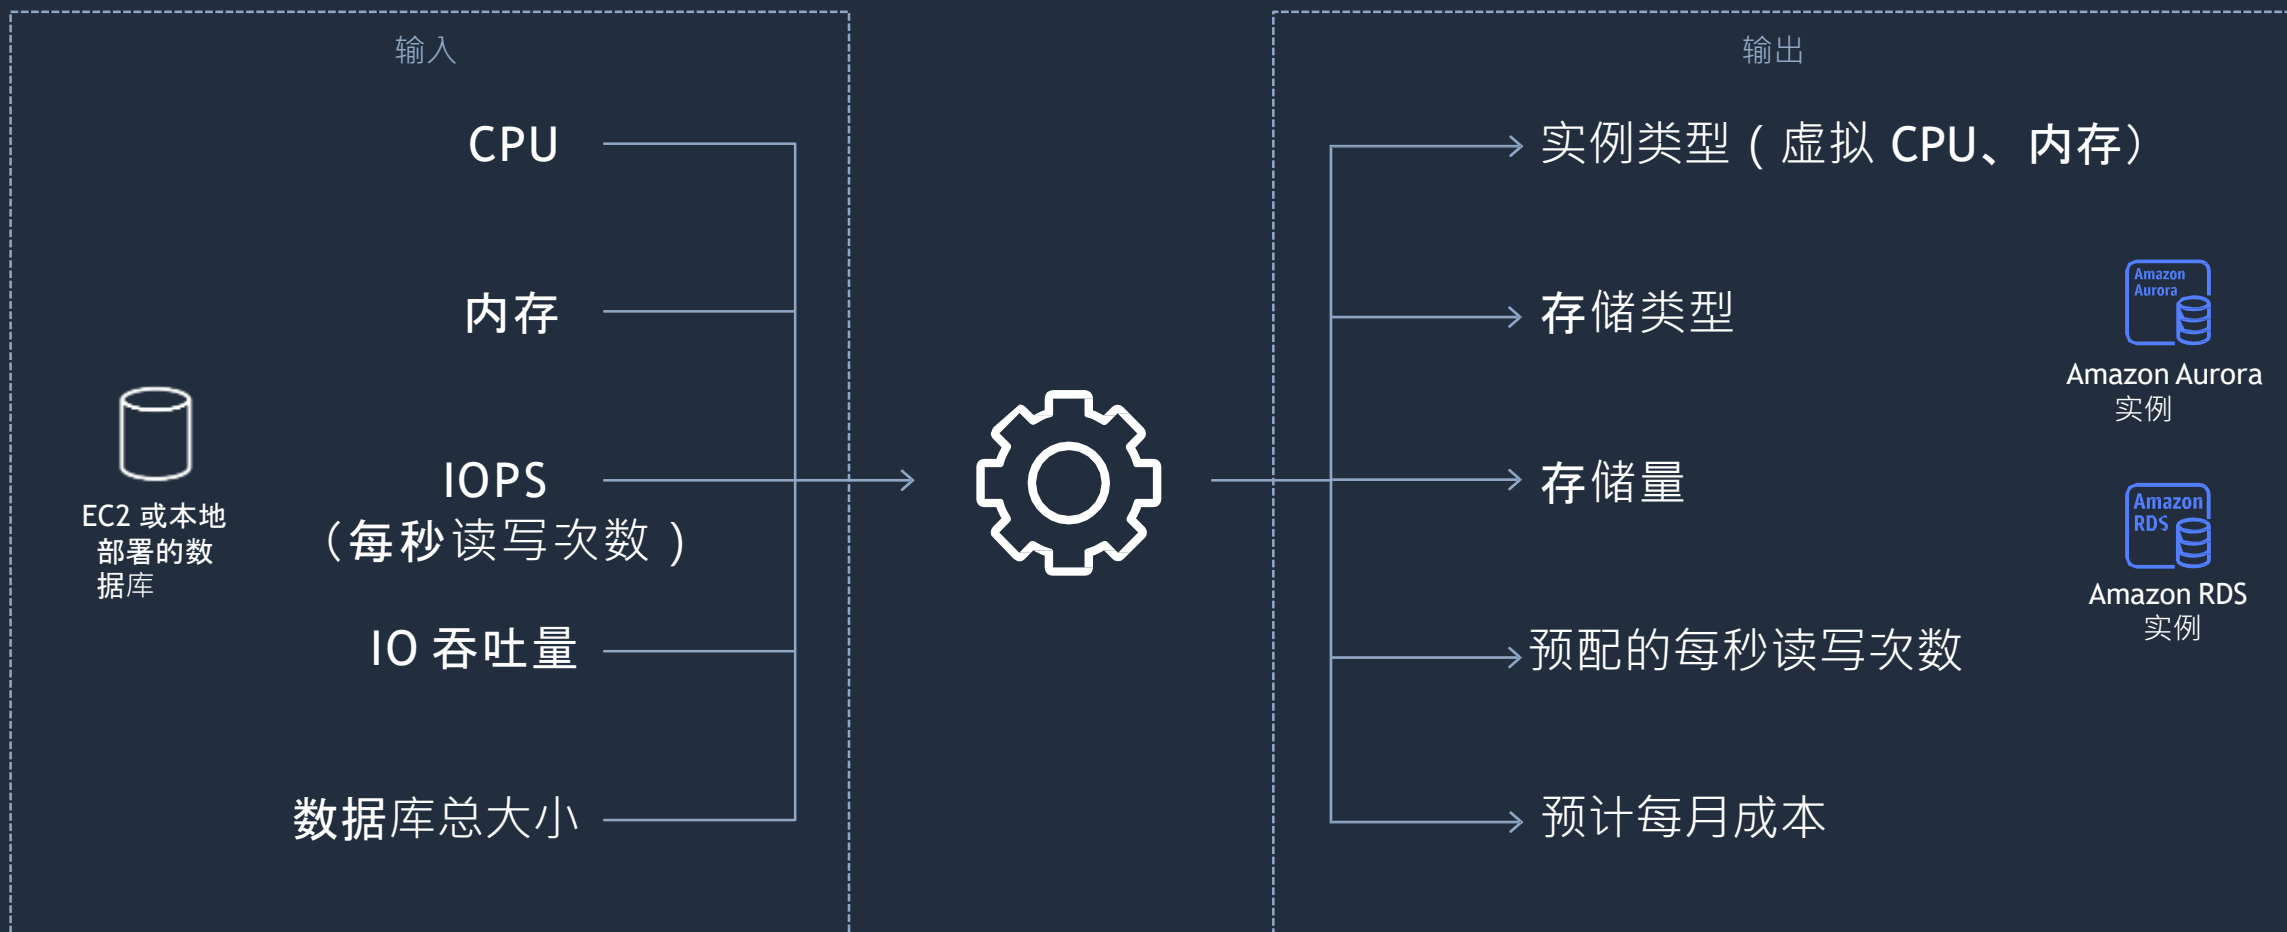 输入
CPU
内存
EC2 或本地
部署的数
据库
IOPS
（每秒读写次数）
IO 吞吐量
数据库总大小
输出
实例类型（虚拟 CPU、内存）
存储类型
存储量
预配的每秒读写次数
预计每月成本
Amazon
Aurora
Amazon Aurora
实例
Amazon
RDS
Amazon RDS
实例